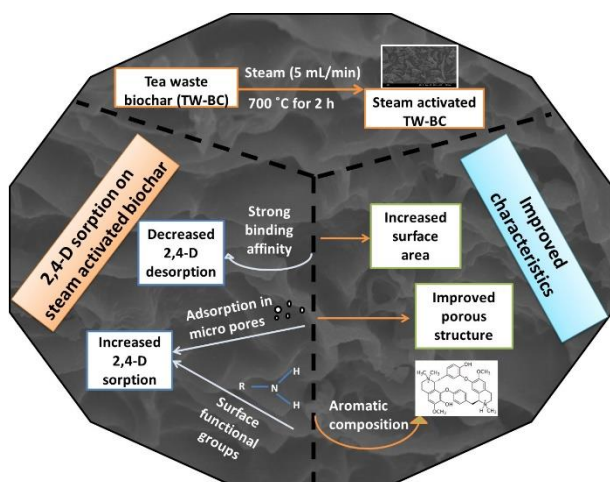 Tea waste
biochar (TW-BC)
Steam (5 mL/min)
700 ˚C for 2 h
Steam activated
TW-BC
2,4-D sorption on
steam activated biochar
Improved
characteristics
Strong
binding
affinity
Decreased
2,4-D
desorption
Increased
surface
area
Adsorption in
micro pores
Improved
porous
structure
Increased
2,4-D
sorption
R
N
H
H
Surface
functional
groups
Aromatic
composition